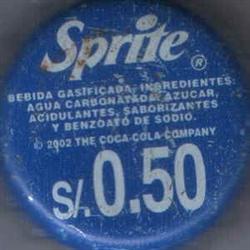 Sprite ®
BEBIDA GASIFICADA, INGREDIENTES:
AGUA CARBONATADA, AZUCAR,
ACIDULANTES, SABORIZANTES
Y BENZOATO DE SODIO.
© 2002 THE COCA-COLA COMPANY
S/. 0.50